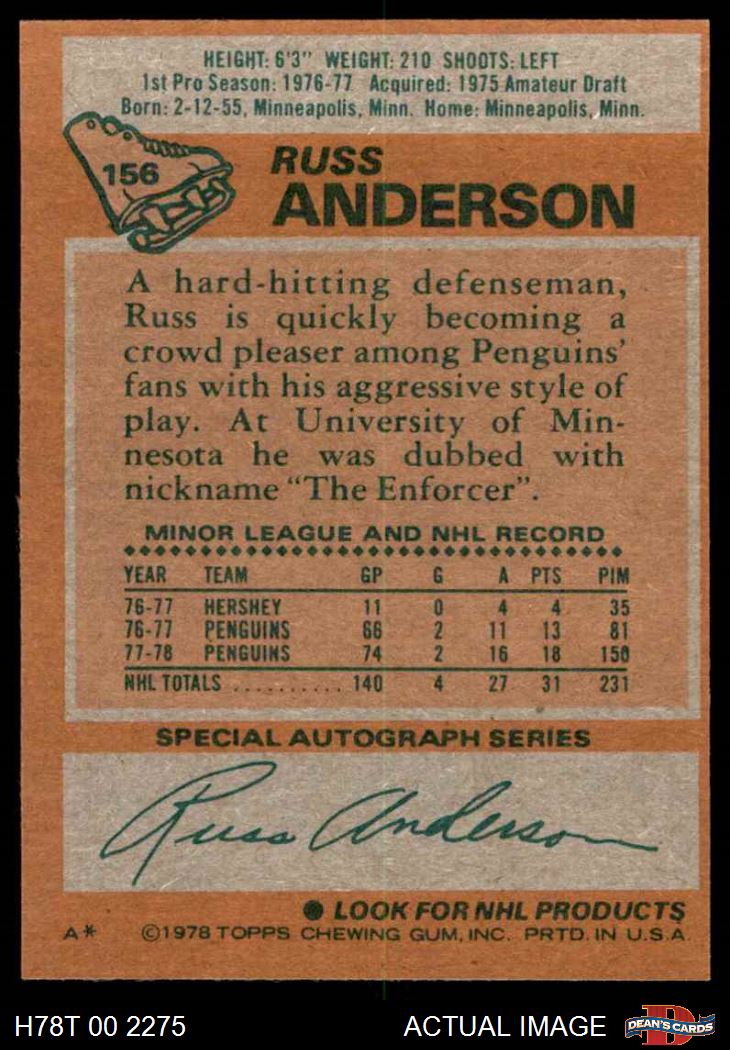 HEIGHT: 6'3" WEIGHT: 210 SHOOTS: LEFT
1st Pro Season: 1976-77 Acquired: 1975 Amateur Draft
Born: 2-12-55, Minneapolis, Minn. Home: Minneapolis, Minn.
156
RUSS
ANDERSON
A hard-hitting defenseman,
Russ is quickly becoming a
crowd pleaser among Penguins'
fans with his aggressive style of
play. At University of Min-
nesota he was dubbed with
nickname "The Enforcer".
MINOR LEAGUE AND NHL RECORD
YEAR TEAM GP G A PTS PIM
76-77 HERSHEY 11 0 4 4 35
76-77 PENGUINS 66 2 11 13 81
77-78 PENGUINS 74 2 16 18 150
NHL TOTALS .......... 140 4 27 31 231
SPECIAL AUTOGRAPH SERIES
Russ Anderson
● LOOK FOR NHL PRODUCTS
A* ©1978 TOPPS CHEWING GUM, INC. PRTD. IN U.S.A.
H78T 00 2275 ACTUAL IMAGE D DEAN'S CARDS